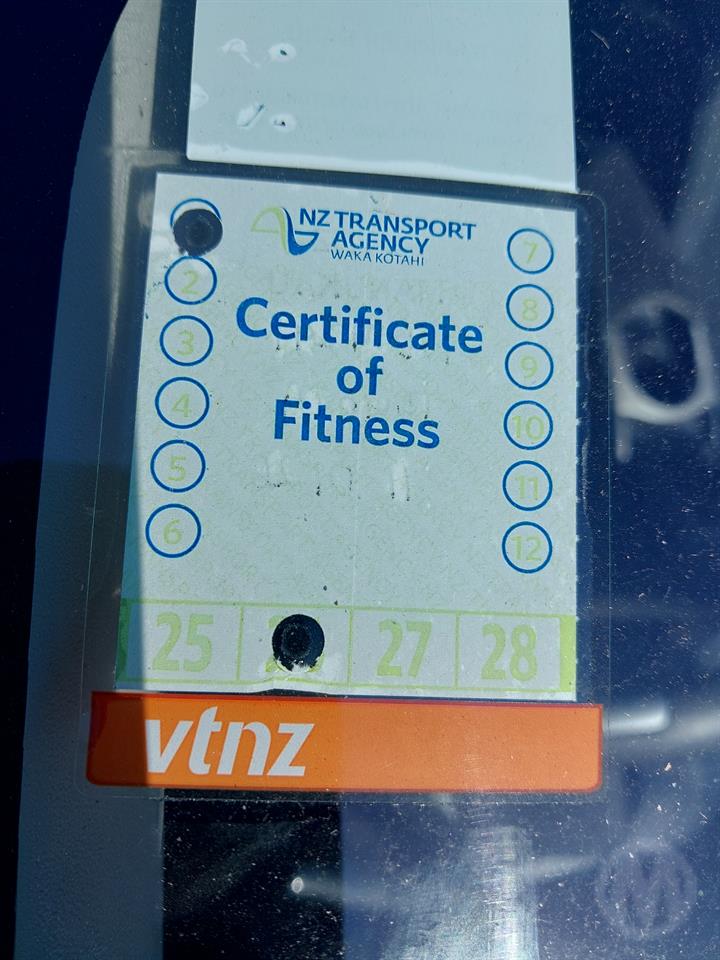 NZ TRANSPORT
AGENCY
WAKA KOTAHI
Certificate
of
Fitness
2
3
4
5
6
7
8
9
10
11
12
25 27 28
vtnz
M